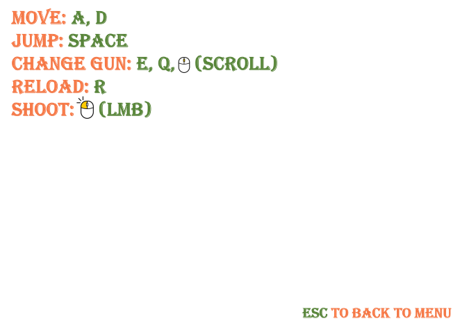 MOVE: A, D
JUMP: SPACE
CHANGE GUN: E, Q, (SCROLL)
RELOAD: R
SHOOT: (LMB)
ESC TO BACK TO MENU